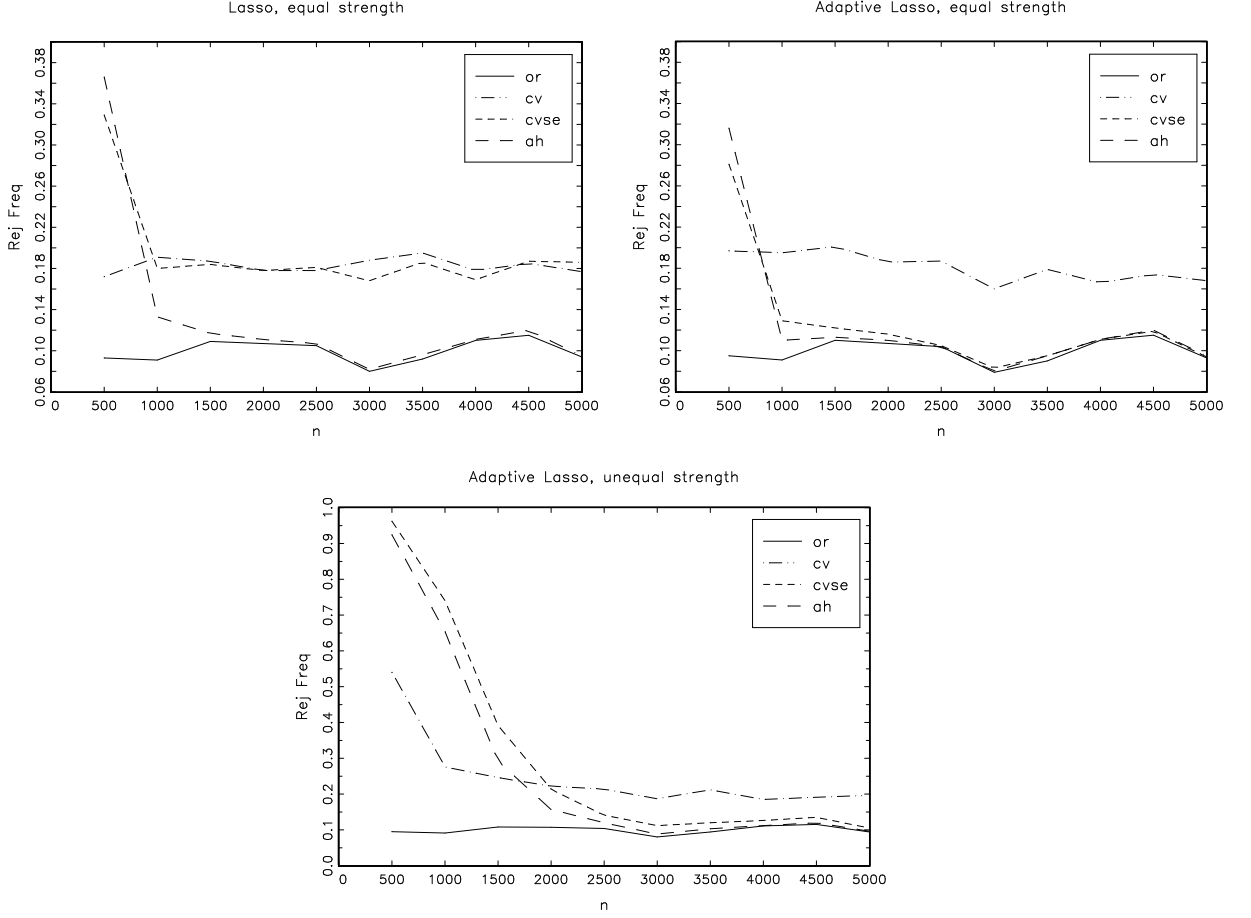 Lasso, equal strength
Rej Freq
0.38
0.34
0.30
0.26
0.22
0.18
0.14
0.10
0.06
or
cv
cvse
ah
0 500 1000 1500 2000 2500 3000 3500 4000 4500 5000
n
Adaptive Lasso, equal strength
Rej Freq
0.38
0.34
0.30
0.26
0.22
0.18
0.14
0.10
0.06
or
cv
cvse
ah
0 500 1000 1500 2000 2500 3000 3500 4000 4500 5000
n
Adaptive Lasso, unequal strength
Rej Freq
1.0
0.9
0.8
0.7
0.6
0.5
0.4
0.3
0.2
0.1
0.0
or
cv
cvse
ah
0 500 1000 1500 2000 2500 3000 3500 4000 4500 5000
n